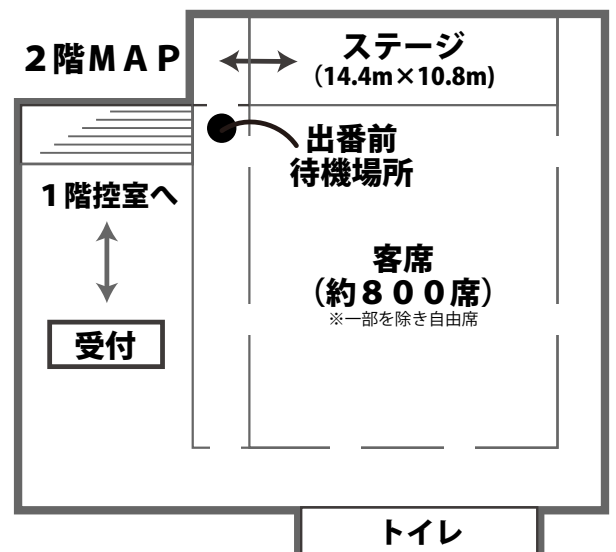 2階MAP
ステージ
(14.4m×10.8m)
出番前
待機場所
1階控室へ
客席
(約800席)
※一部を除き自由席
受付
トイレ